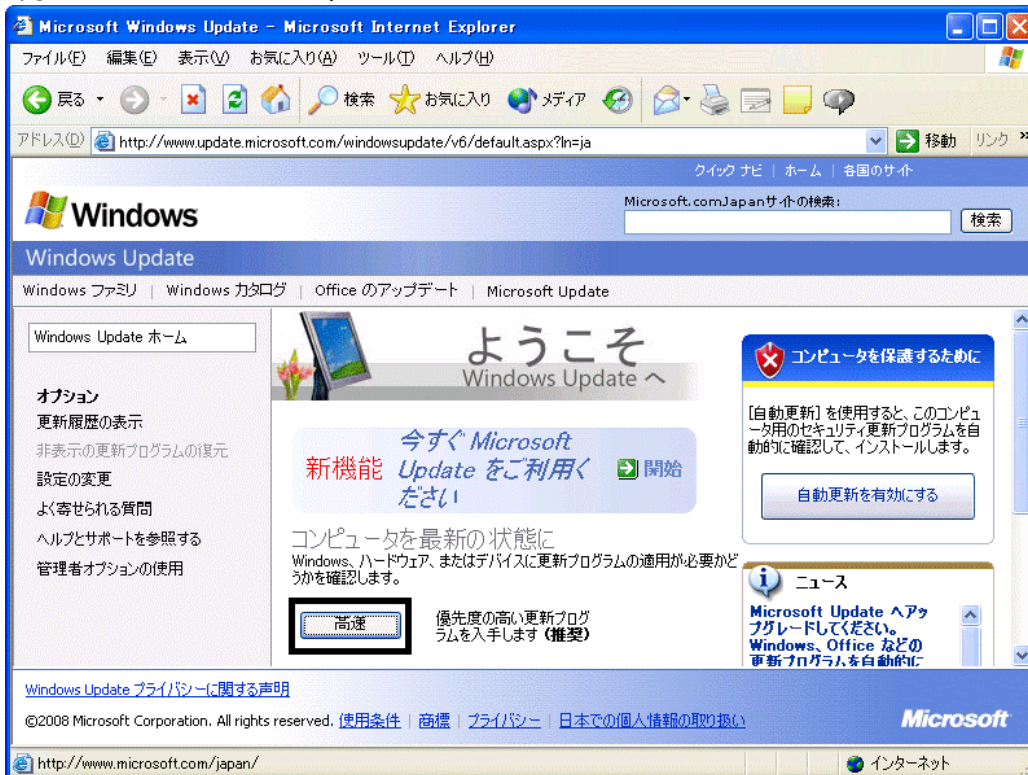 Microsoft Windows Update - Microsoft Internet Explorer
ファイル(F) 編集(E) 表示(V) お気に入り(A) ツール(T) ヘルプ(H)
戻る 検索 お気に入り メディア
アドレス(D) http://www.update.microsoft.com/windowsupdate/v6/default.aspx?ln=ja 移動 リンク »
クイック ナビ | ホーム | 各国のサイト
Windows
Microsoft.comJapanサイトの検索:
検索
Windows Update
Windows ファミリ | Windows カタログ | Office のアップデート | Microsoft Update
Windows Update ホーム
オプション
更新履歴の表示
非表示の更新プログラムの復元
設定の変更
よく寄せられる質問
ヘルプとサポートを参照する
管理者オプションの使用
ようこそ
Windows Update へ
新機能
今すぐ Microsoft
Update をご利用く
ださい
開始
コンピュータを最新の状態に
Windows、ハードウェア、またはデバイスに更新プログラムの適用が必要かど
うかを確認します。
高速
優先度の高い更新プログ
ラムを入手します (推奨)
コンピュータを保護するために
[自動更新] を使用すると、このコンピュ
ータ用のセキュリティ更新プログラムを自
動的に確認して、インストールします。
自動更新を有効にする
ニュース
Microsoft Update へアッ
プグレードしてください。
Windows、Office などの
更新プログラムを自動的に
Windows Update プライバシーに関する声明
©2008 Microsoft Corporation. All rights reserved. 使用条件 | 商標 | プライバシー | 日本での個人情報の取り扱い
Microsoft
http://www.microsoft.com/japan/
インターネット